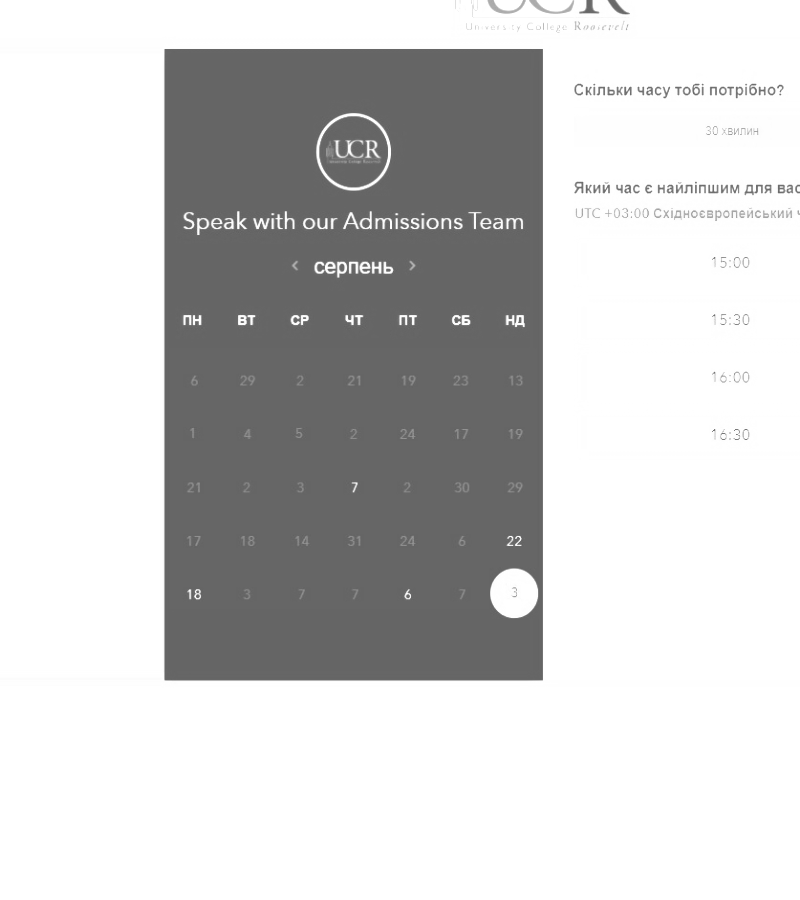 UCR
University College Roosevelt
UCR
Speak with our Admissions Team
< серпень >
ПН ВТ СР ЧТ ПТ СБ НД
6 29 2 21 19 23 13
1 4 5 2 24 17 19
21 2 3 7 2 30 29
17 18 14 31 24 6 22
18 3 7 7 6 7 3
Скільки часу тобі потрібно?
30 хвилин
Який час є найліпшим для вас
UTC +03:00 Східноєвропейський ч
15:00
15:30
16:00
16:30